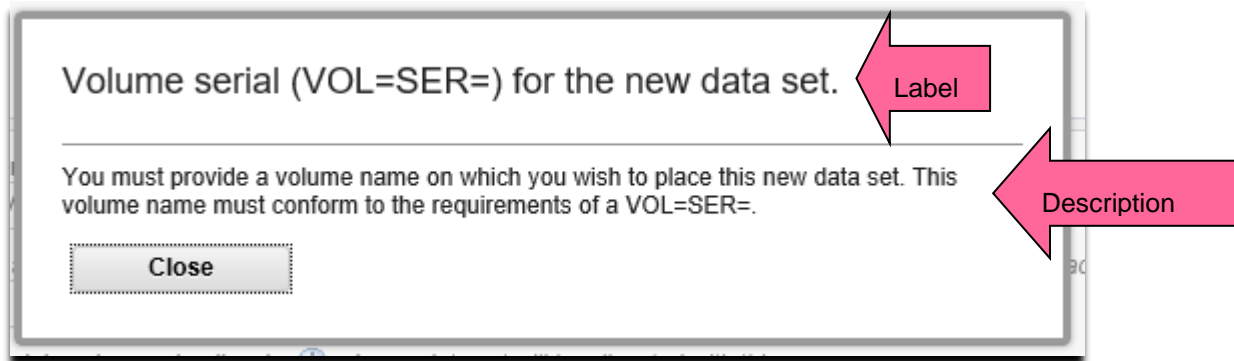 Volume serial (VOL=SER=) for the new data set.
Label
You must provide a volume name on which you wish to place this new data set. This
volume name must conform to the requirements of a VOL=SER=.
Description
Close